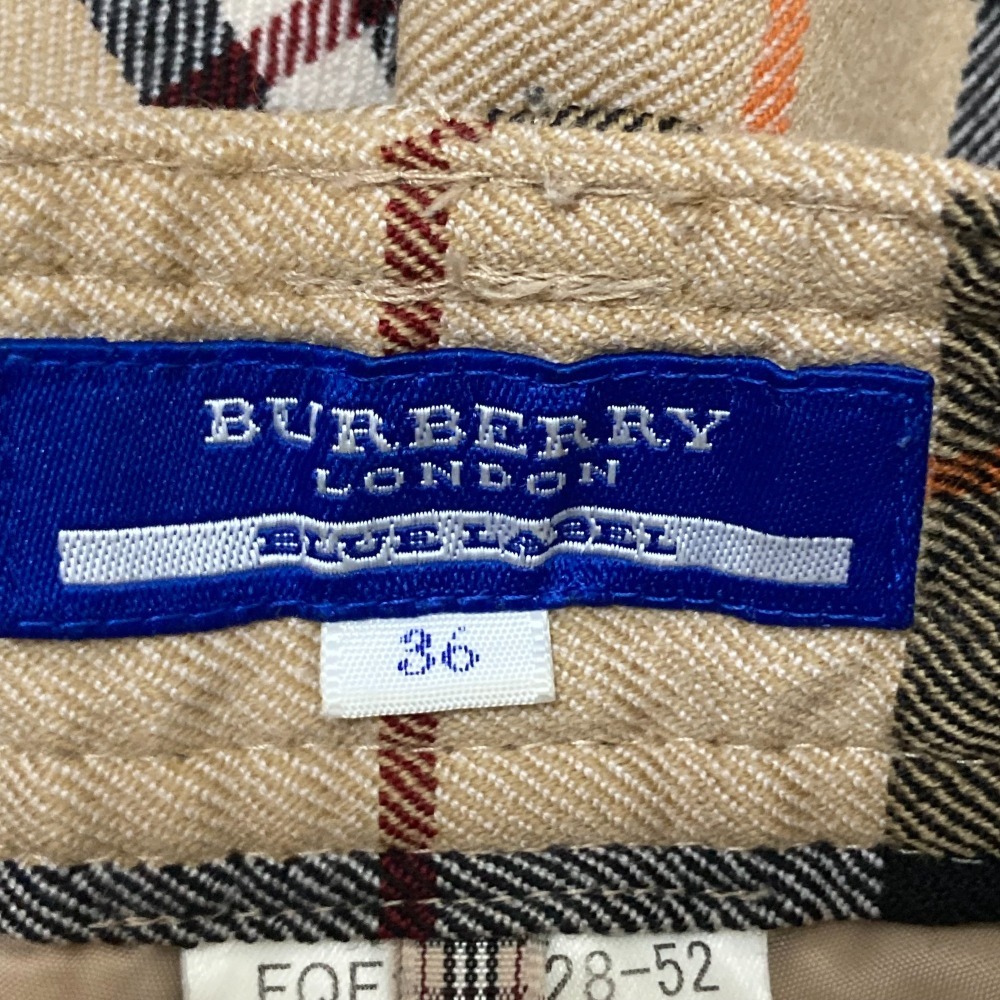 BURBERRY
LONDON
BLUE LABEL
36
28-52